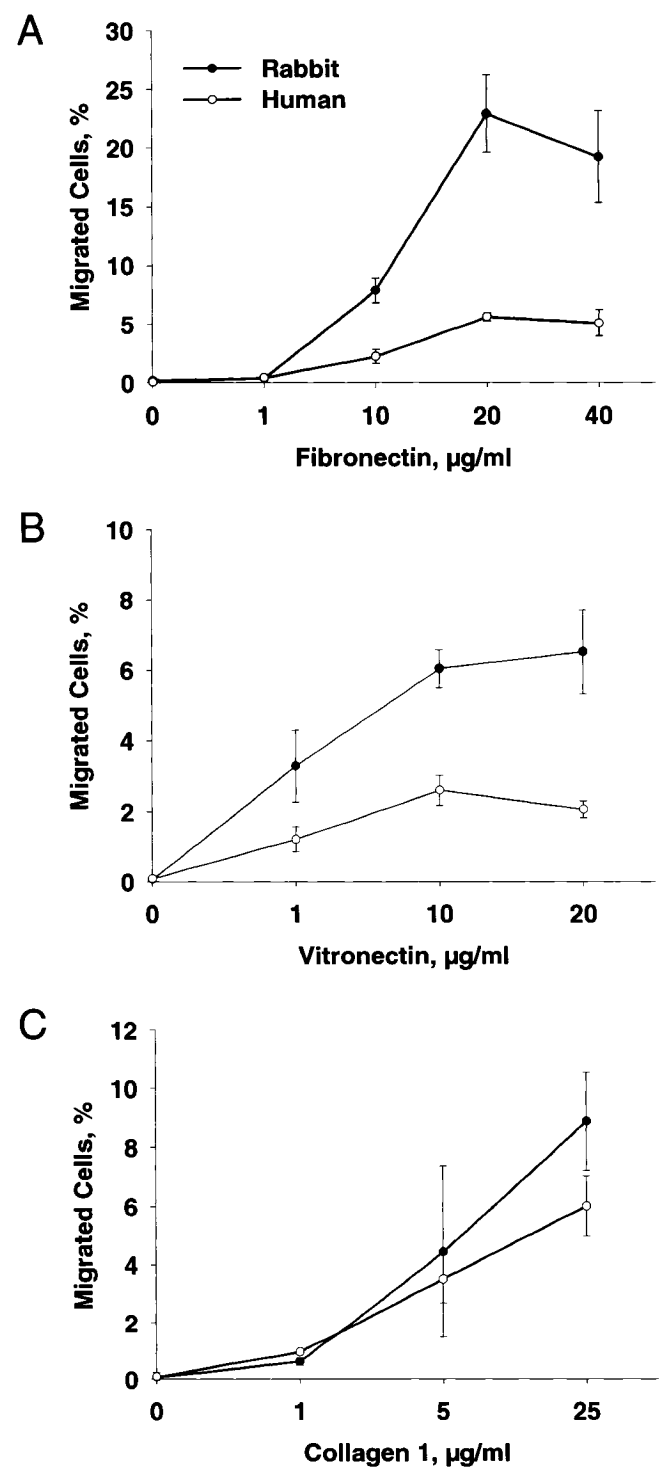 A
30
25
20
15
10
5
0
Migrated Cells, %
Rabbit
Human
0 1 10 20 40
Fibronectin, µg/ml
B
10
8
6
4
2
0
Migrated Cells, %
0 1 10 20
Vitronectin, µg/ml
C
12
10
8
6
4
2
0
Migrated Cells, %
0 1 5 25
Collagen 1, µg/ml